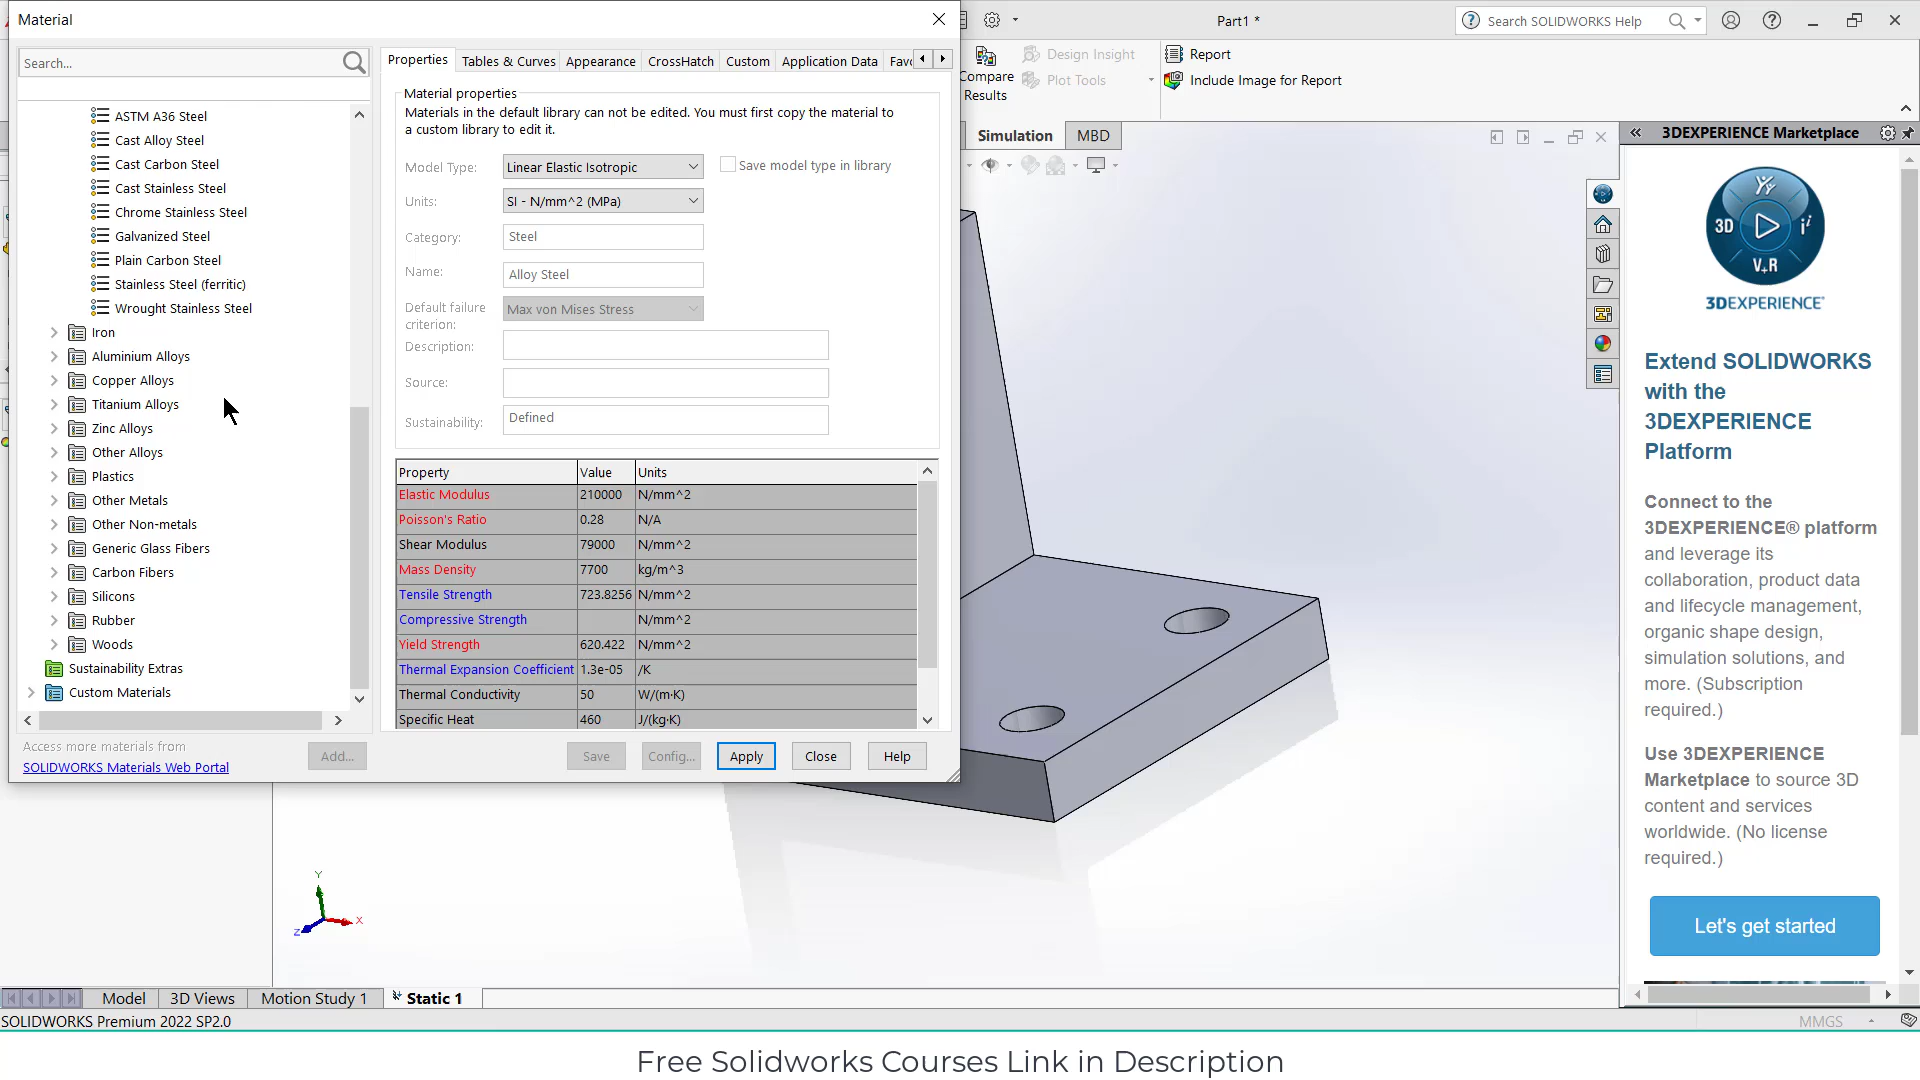 Material
Search...
ASTM A36 Steel
Cast Alloy Steel
Cast Carbon Steel
Cast Stainless Steel
Chrome Stainless Steel
Galvanized Steel
Plain Carbon Steel
Stainless Steel (ferritic)
Wrought Stainless Steel
Iron
Aluminium Alloys
Copper Alloys
Titanium Alloys
Zinc Alloys
Other Alloys
Plastics
Other Metals
Other Non-metals
Generic Glass Fibers
Carbon Fibers
Silicons
Rubber
Woods
Sustainability Extras
Custom Materials
Access more materials from
SOLIDWORKS Materials Web Portal
Add...
Properties Tables & Curves Appearance CrossHatch Custom Application Data Favo
Material properties
Materials in the default library can not be edited. You must first copy the material to
a custom library to edit it.
Model Type: Linear Elastic Isotropic Save model type in library
Units: SI - N/mm^2 (MPa)
Category: Steel
Name: Alloy Steel
Default failure
criterion: Max von Mises Stress
Description:
Source:
Sustainability: Defined
Property Value Units
Elastic Modulus 210000 N/mm^2
Poisson's Ratio 0.28 N/A
Shear Modulus 79000 N/mm^2
Mass Density 7700 kg/m^3
Tensile Strength 723.8256 N/mm^2
Compressive Strength N/mm^2
Yield Strength 620.422 N/mm^2
Thermal Expansion Coefficient 1.3e-05 /K
Thermal Conductivity 50 W/(m·K)
Specific Heat 460 J/(kg·K)
Save Config... Apply Close Help
Part1 *
Search SOLIDWORKS Help
Compare
Results
Design Insight
Plot Tools
Report
Include Image for Report
Simulation MBD
3DEXPERIENCE Marketplace
3D i V+R
3DEXPERIENCE
Extend SOLIDWORKS
with the
3DEXPERIENCE
Platform
Connect to the
3DEXPERIENCE® platform
and leverage its
collaboration, product data
and lifecycle management,
organic shape design,
simulation solutions, and
more. (Subscription
required.)
Use 3DEXPERIENCE
Marketplace to source 3D
content and services
worldwide. (No license
required.)
Let's get started
Y
X
Z
Model 3D Views Motion Study 1 Static 1
SOLIDWORKS Premium 2022 SP2.0
MMGS
Free Solidworks Courses Link in Description